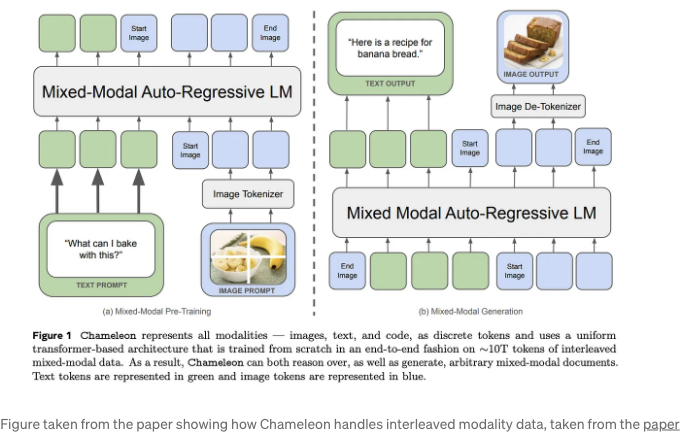 Start Image
End Image
Mixed-Modal Auto-Regressive LM
Start Image
Image Tokenizer
“What can I bake
with this?”
TEXT PROMPT
IMAGE PROMPT
(a) Mixed-Modal Pre-Training
“Here is a recipe for
banana bread.”
TEXT OUTPUT
IMAGE OUTPUT
Image De-Tokenizer
Start Image
End Image
Mixed Modal Auto-Regressive LM
End Image
Start Image
(b) Mixed-Modal Generation
Figure 1 Chameleon represents all modalities — images, text, and code, as discrete tokens and uses a uniform
transformer-based architecture that is trained from scratch in an end-to-end fashion on ∼10T tokens of interleaved
mixed-modal data. As a result, Chameleon can both reason over, as well as generate, arbitrary mixed-modal documents.
Text tokens are represented in green and image tokens are represented in blue.
Figure taken from the paper showing how Chameleon handles interleaved modality data, taken from the paper